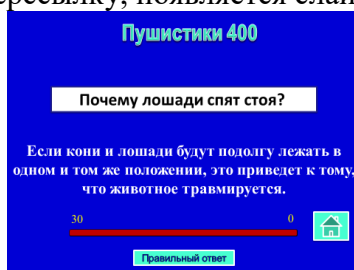 Пушистики 400
Почему лошади спят стоя?
Если кони и лошади будут подолгу лежать в
одном и том же положении, это приведет к тому,
что животное травмируется.
30 0
Правильный ответ